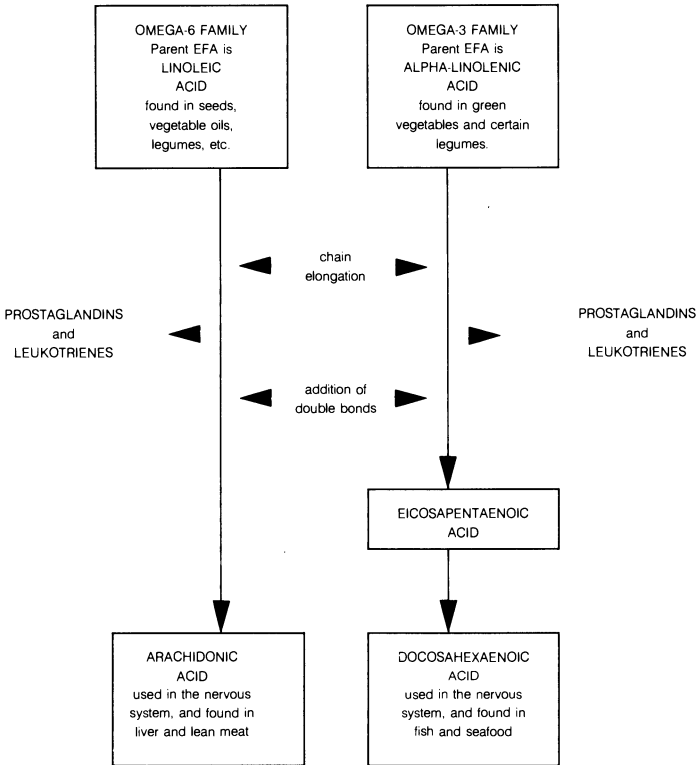 OMEGA-6 FAMILY
Parent EFA is
LINOLEIC
ACID
found in seeds,
vegetable oils,
legumes, etc.
OMEGA-3 FAMILY
Parent EFA is
ALPHA-LINOLENIC
ACID
found in green
vegetables and certain
legumes.
chain
elongation
PROSTAGLANDINS
and
LEUKOTRIENES
PROSTAGLANDINS
and
LEUKOTRIENES
addition of
double bonds
EICOSAPENTAENOIC
ACID
ARACHIDONIC
ACID
used in the nervous
system, and found in
liver and lean meat
DOCOSAHEXAENOIC
ACID
used in the nervous
system, and found in
fish and seafood